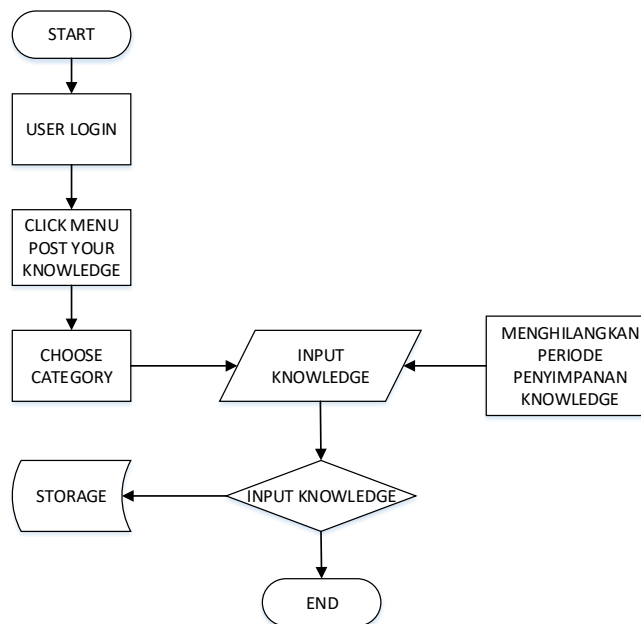 START
USER LOGIN
CLICK MENU
POST YOUR
KNOWLEDGE
CHOOSE
CATEGORY
INPUT
KNOWLEDGE
MENGHILANGKAN
PERIODE
PENYIMPANAN
KNOWLEDGE
STORAGE
INPUT KNOWLEDGE
END